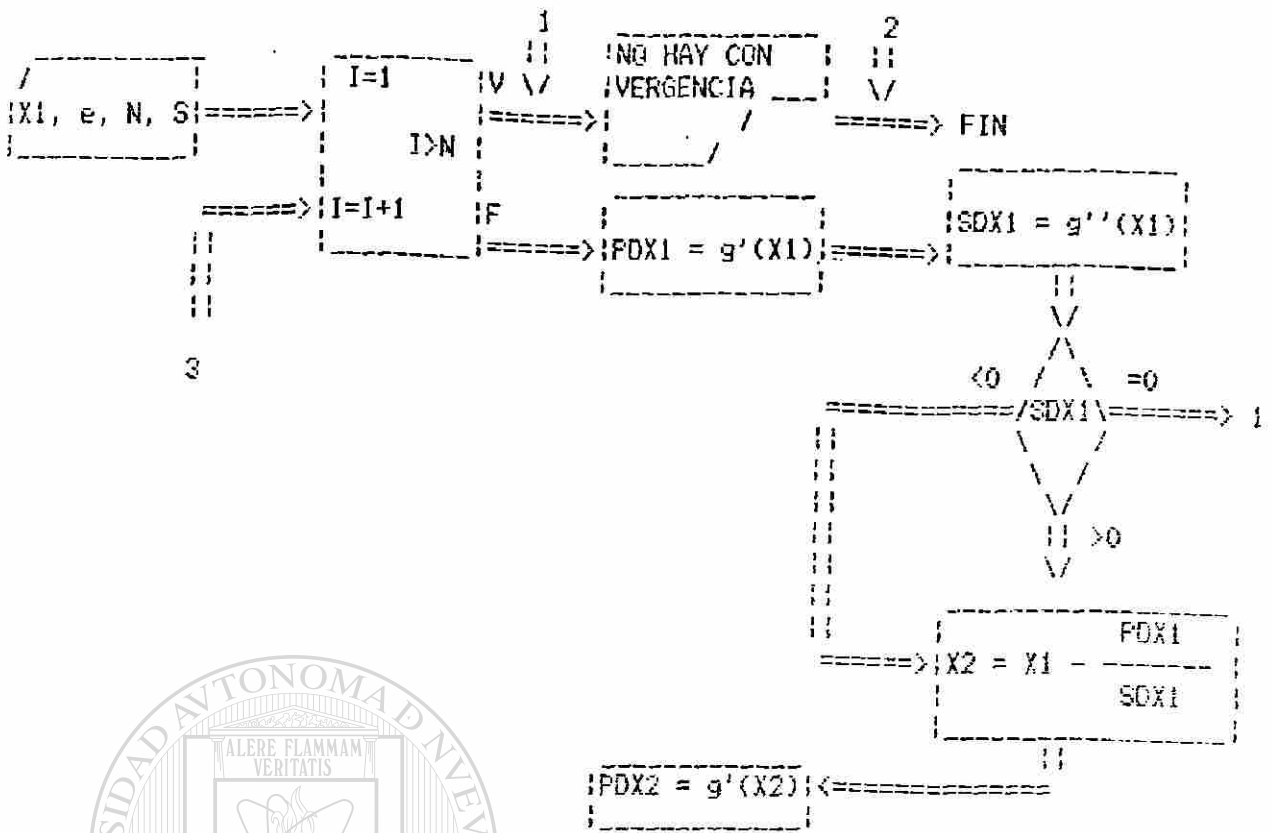 1
2
X1, e, N, S
I=1
V
NO HAY CON
VERGENCIA
FIN
I>N
I=I+1
F
PDX1 = g'(X1)
SDX1 = g''(X1)
3
<0
=0
SDX1
1
>0
X2 = X1 - PDX1
SDX1
PDX2 = g'(X2)
ALERE FLAMMAM
VERITATIS